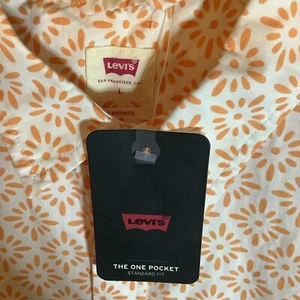 Levi's
SAN FRANCISCO, CAL.
L
Levi's
THE ONE POCKET
STANDARD FIT